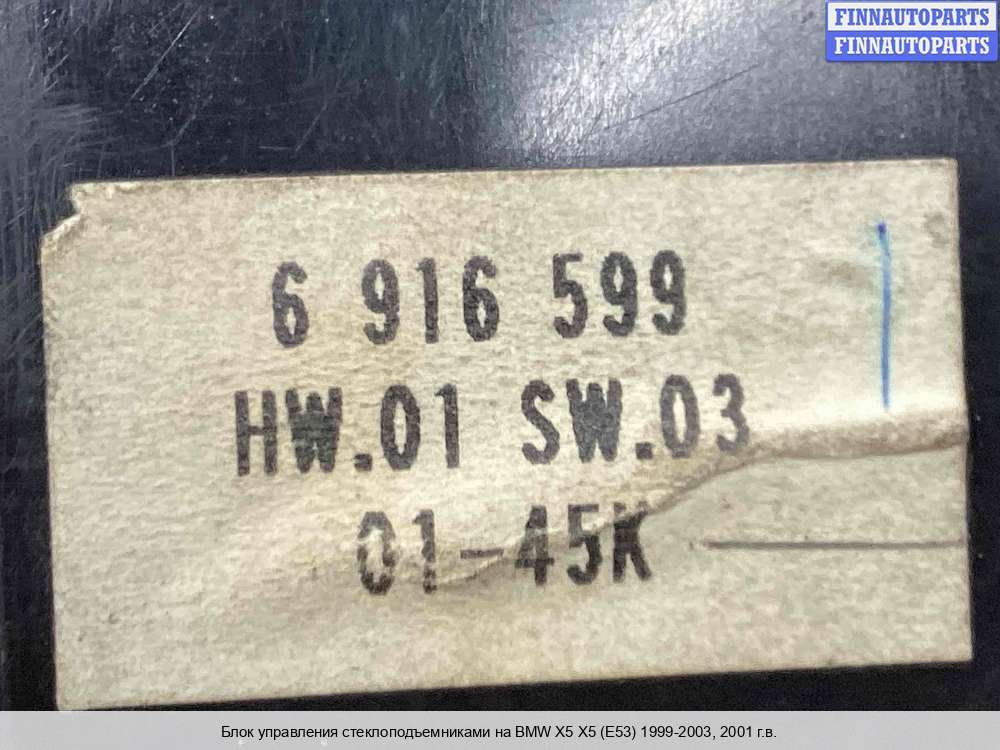 FINNAUTOPARTS
FINNAUTOPARTS
6 916 599
HW.01 SW.03
01-45K
Блок управления стеклоподъемниками на BMW X5 X5 (E53) 1999-2003, 2001 г.в.